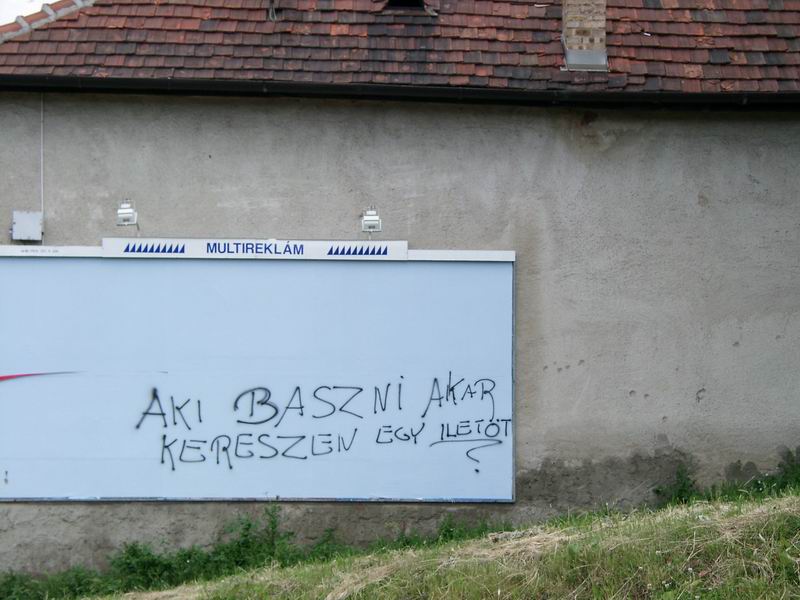 MULTIREKLÁM
AKI BASZNI AKAR
KERESZEN EGY ILETŐT
?